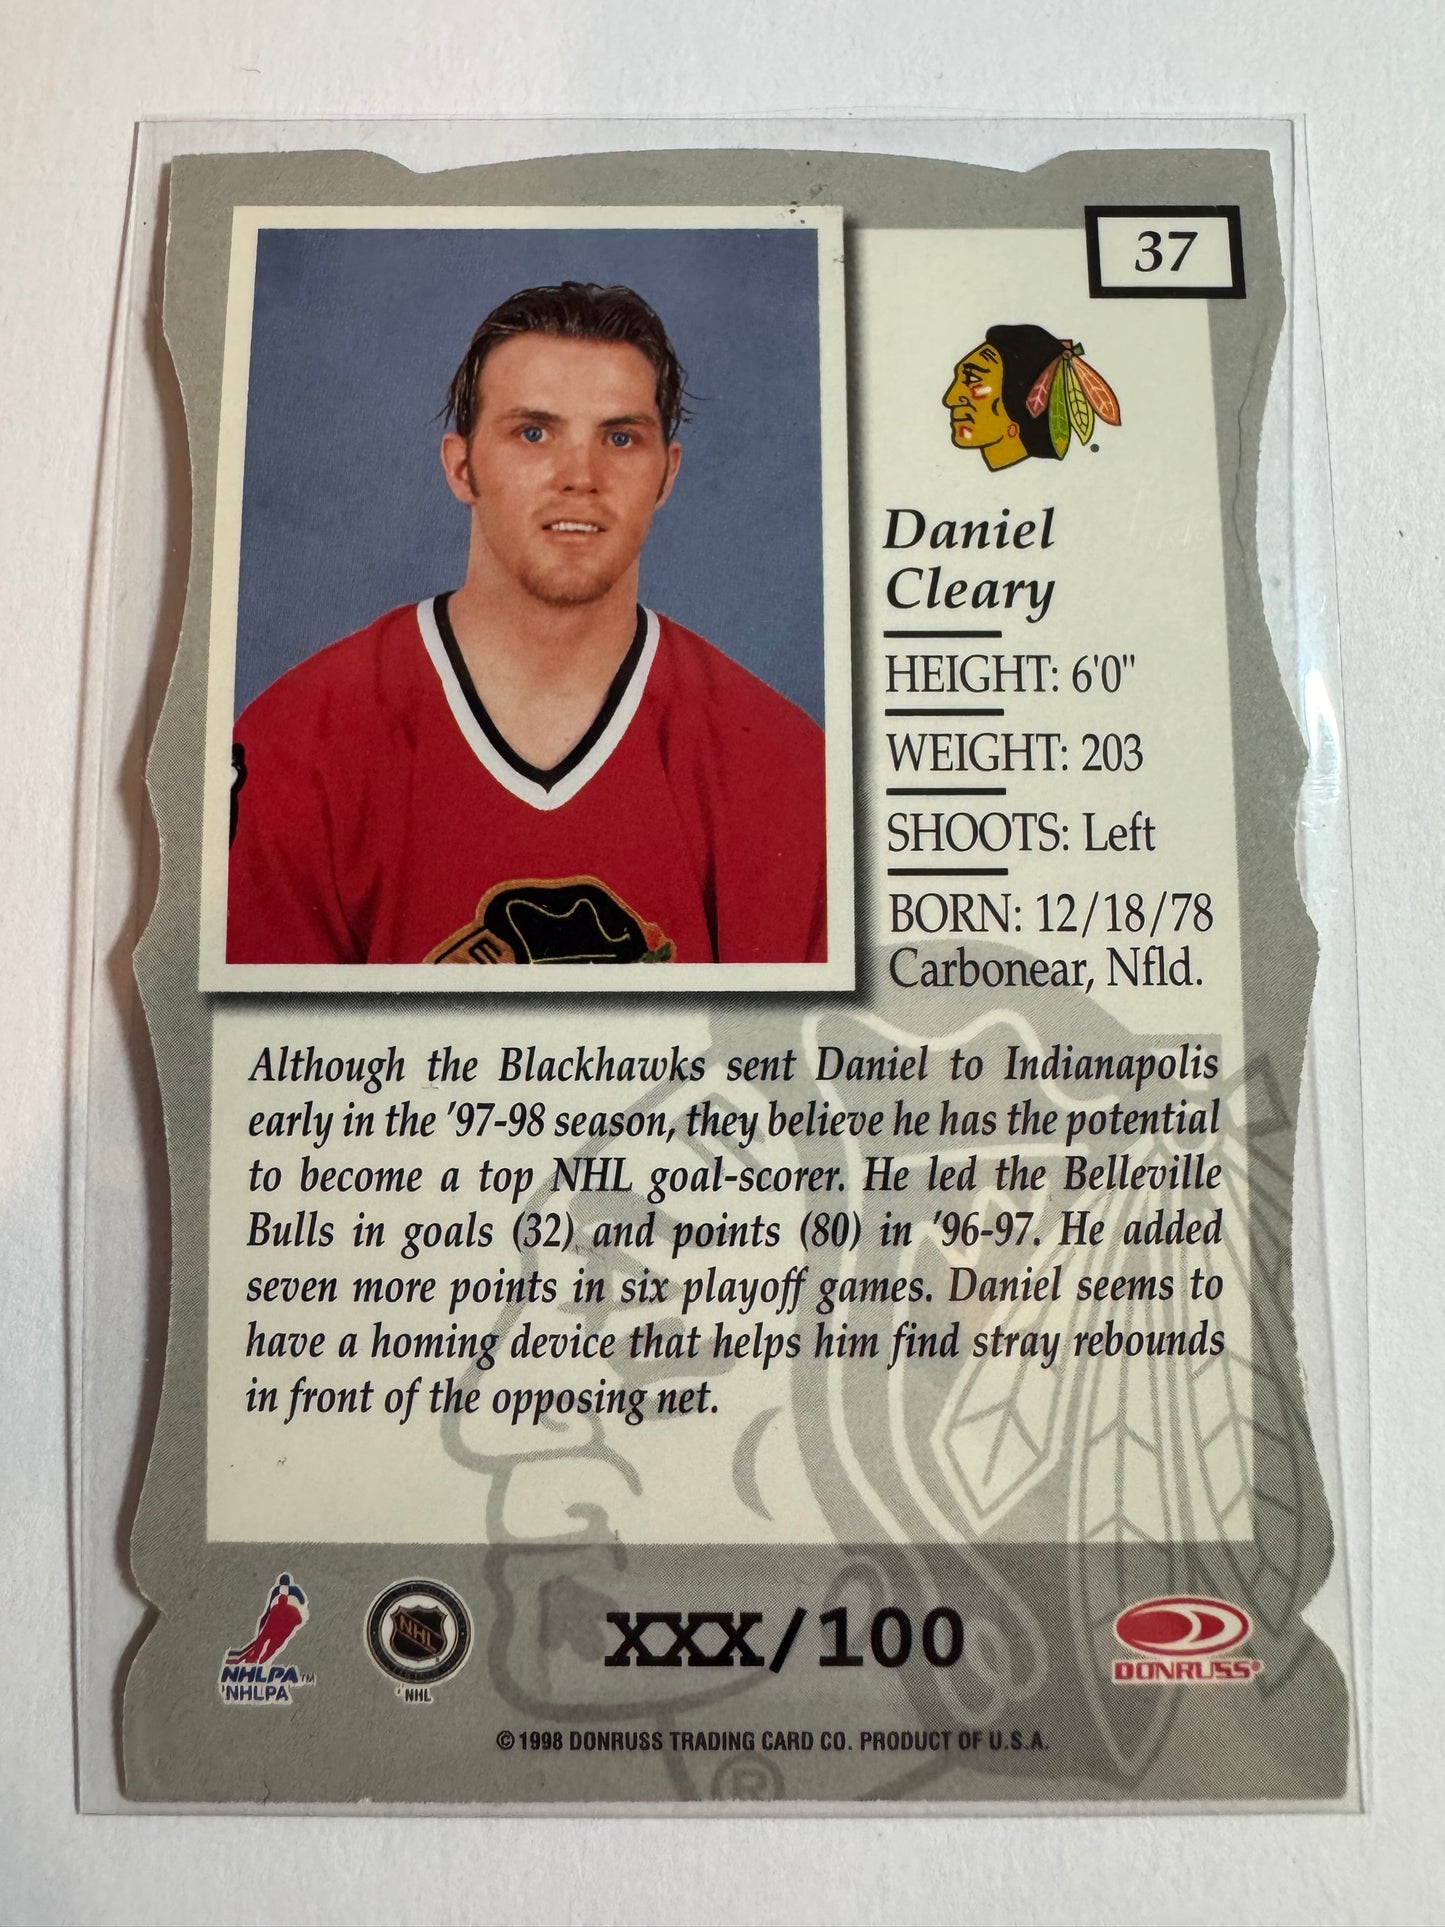 37
Daniel
Cleary
HEIGHT: 6'0"
WEIGHT: 203
SHOOTS: Left
BORN: 12/18/78
Carbonear, Nfld.
Although the Blackhawks sent Daniel to Indianapolis
early in the '97-98 season, they believe he has the potential
to become a top NHL goal-scorer. He led the Belleville
Bulls in goals (32) and points (80) in '96-97. He added
seven more points in six playoff games. Daniel seems to
have a homing device that helps him find stray rebounds
in front of the opposing net.
NHLPA™
NHLPA
NHL
NHL
XXX/100
DONRUSS®
© 1998 DONRUSS TRADING CARD CO. PRODUCT OF U.S.A.
®